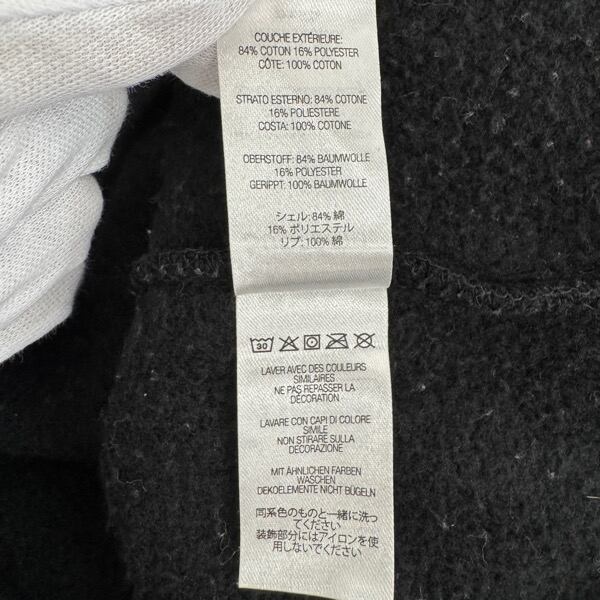 COUCHE EXTÉRIEURE:
84% COTON 16% POLYESTER
CÔTE: 100% COTON
STRATO ESTERNO: 84% COTONE
16% POLIESTERE
COSTA: 100% COTONE
OBERSTOFF: 84% BAUMWOLLE
16% POLYESTER
GERIPPT: 100% BAUMWOLLE
シェル: 84% 綿
16% ポリエステル
リブ: 100% 綿
30
LAVER AVEC DES COULEURS
SIMILAIRES
NE PAS REPASSER LA
DÉCORATION
LAVARE CON CAPI DI COLORE
SIMILE
NON STIRARE SULLA
DECORAZIONE
MIT ÄHNLICHEN FARBEN
WASCHEN
DEKOELEMENTE NICHT BÜGELN
同系色のものと一緒に洗っ
てください
装飾部分にはアイロンを使
用しないでください